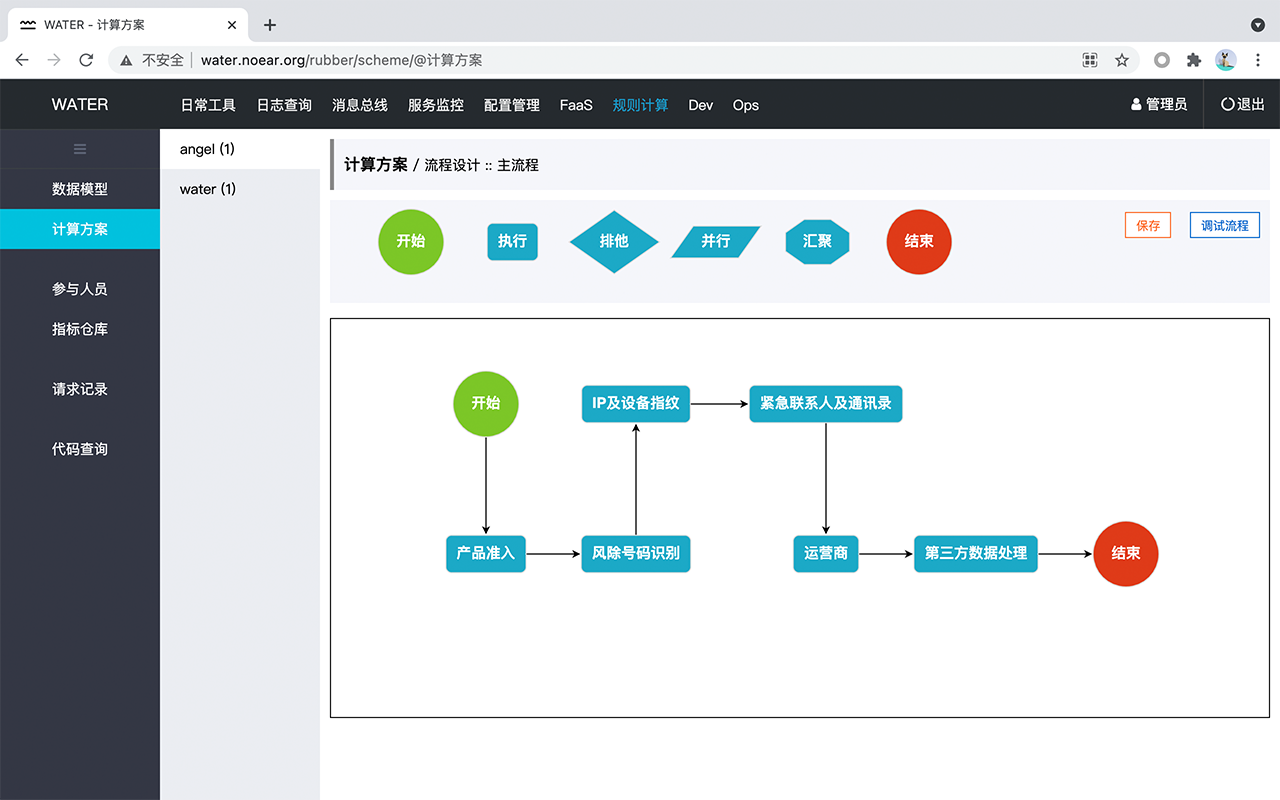 WATER - 计算方案
不安全
water.noear.org/rubber/scheme/@计算方案
WATER
日常工具 日志查询 消息总线 服务监控 配置管理 FaaS 规则计算 Dev Ops
管理员
退出
数据模型
计算方案
参与人员
指标仓库
请求记录
代码查询
angel (1)
water (1)
计算方案 / 流程设计 :: 主流程
开始 执行 排他 并行 汇聚 结束
保存 调试流程
开始 IP及设备指纹 紧急联系人及通讯录
产品准入 风除号码识别 运营商 第三方数据处理 结束